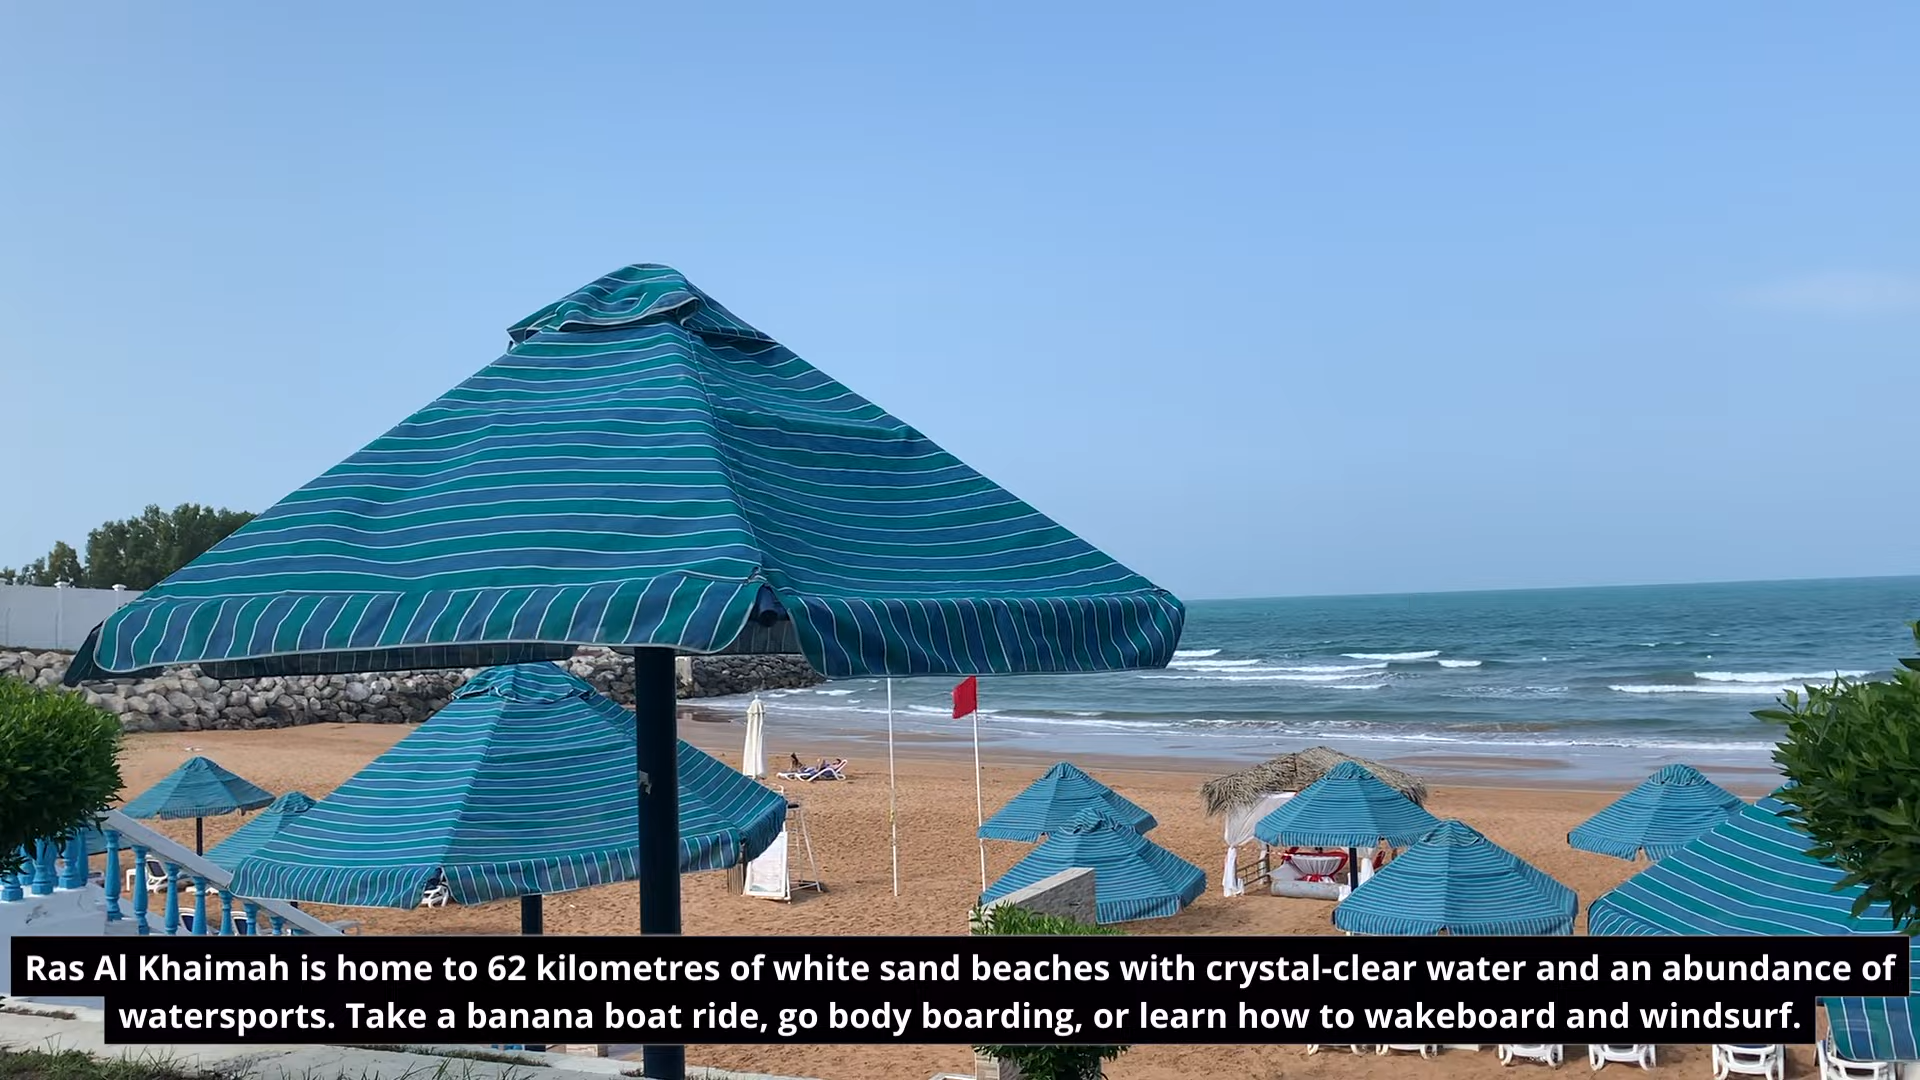 Ras Al Khaimah is home to 62 kilometres of white sand beaches with crystal-clear water and an abundance of
watersports. Take a banana boat ride, go body boarding, or learn how to wakeboard and windsurf.